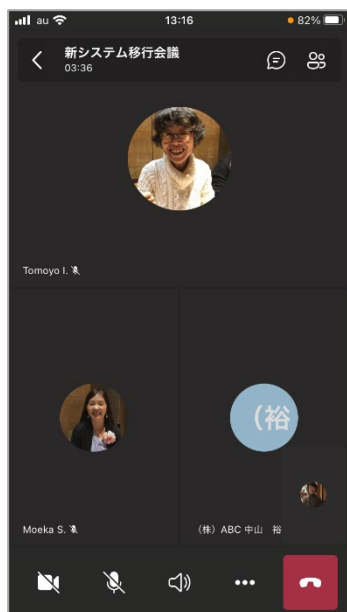 au 13:16 82%
新システム移行会議
03:36
Tomoyo I.
(裕
Moeka S.
（株）ABC 中山　裕